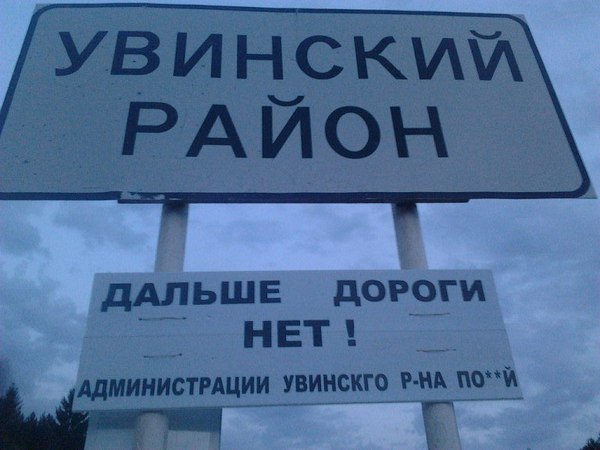 УВИНСКИЙ
РАЙОН
ДАЛЬШЕ ДОРОГИ
НЕТ !
АДМИНИСТРАЦИИ УВИНСКГО Р-НА ПО**Й